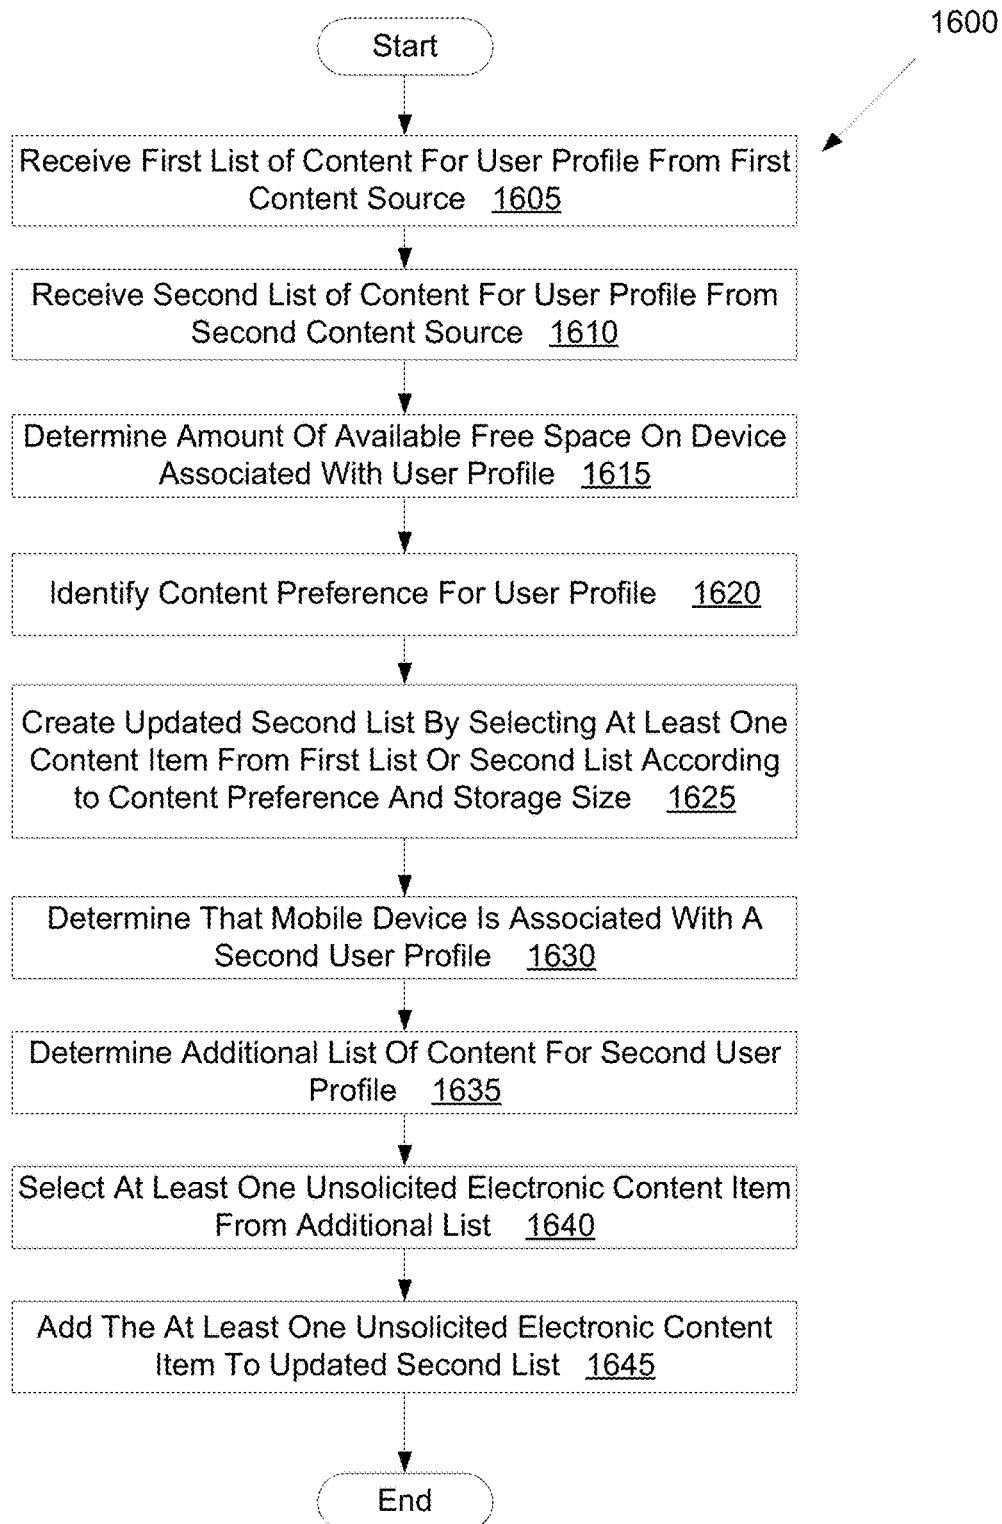 1600
Start
Receive First List of Content For User Profile From First
Content Source 1605
Receive Second List of Content For User Profile From
Second Content Source 1610
Determine Amount Of Available Free Space On Device
Associated With User Profile 1615
Identify Content Preference For User Profile 1620
Create Updated Second List By Selecting At Least One
Content Item From First List Or Second List According
to Content Preference And Storage Size 1625
Determine That Mobile Device Is Associated With A
Second User Profile 1630
Determine Additional List Of Content For Second User
Profile 1635
Select At Least One Unsolicited Electronic Content Item
From Additional List 1640
Add The At Least One Unsolicited Electronic Content
Item To Updated Second List 1645
End